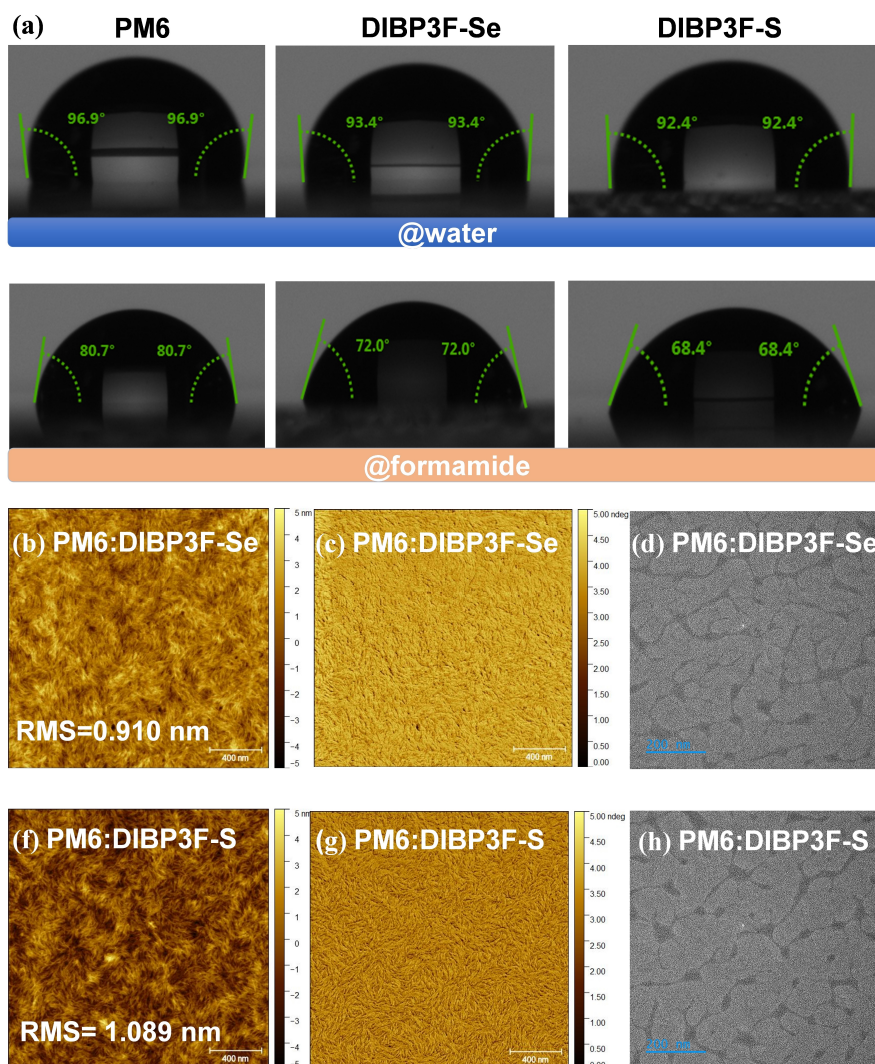 (a) PM6 DIBP3F-Se DIBP3F-S
96.9° 96.9° 93.4° 93.4° 92.4° 92.4°
@water
80.7° 80.7° 72.0° 72.0° 68.4° 68.4°
@formamide
(b) PM6:DIBP3F-Se
RMS=0.910 nm
400 nm
5 nm
4
3
2
1
0
−1
−2
−3
−4
−5
(c) PM6:DIBP3F-Se
400 nm
5.00 ndeg
4.50
4.00
3.50
3.00
2.50
2.00
1.50
1.00
0.50
0.00
(d) PM6:DIBP3F-Se
(f) PM6:DIBP3F-S
RMS= 1.089 nm
400 nm
5 nm
4
3
2
1
0
−1
−2
−3
−4
(g) PM6:DIBP3F-S
400 nm
5.00 ndeg
4.50
4.00
3.50
3.00
2.50
2.00
1.50
1.00
0.50
(h) PM6:DIBP3F-S